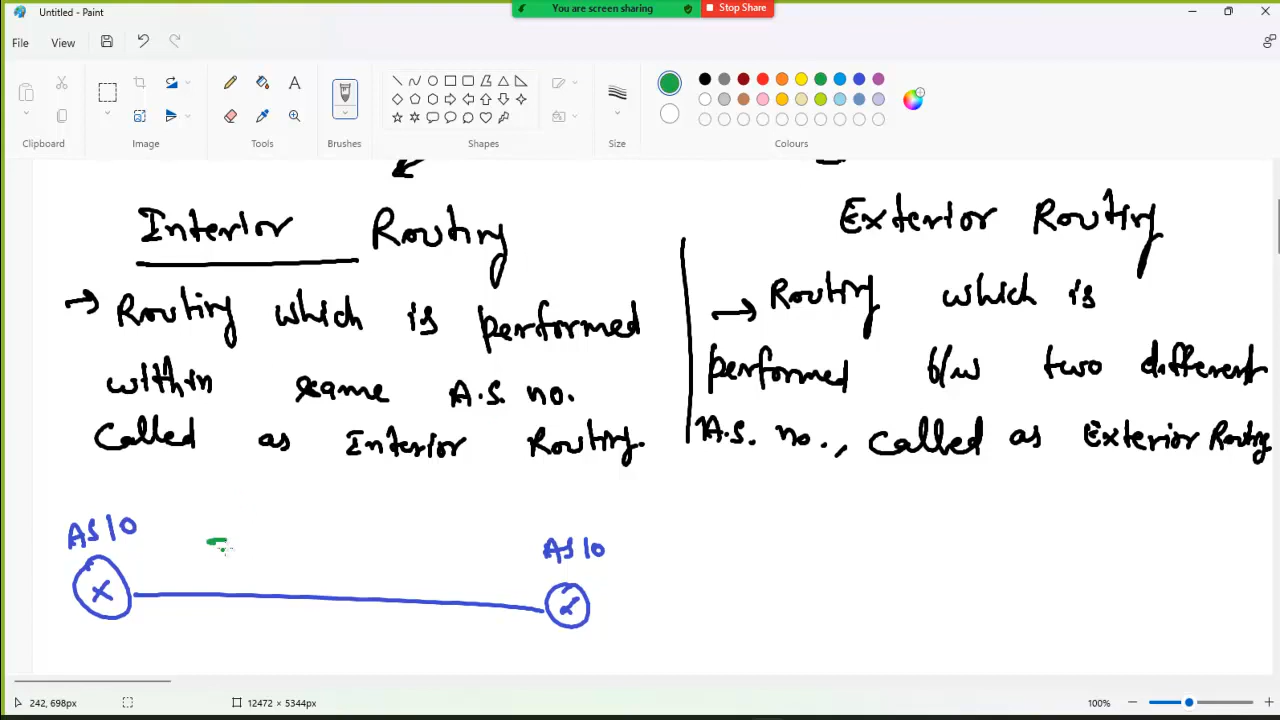 Untitled - Paint
You are screen sharing
Stop Share
File
View
Clipboard
Image
Tools
Brushes
Shapes
Size
Colours
Interior Routing
→ Routing which is performed
within same A.S. no.
called as Interior Routing.
Exterior Routing
→ Routing which is
performed b/w two different
A.S. no., called as Exterior Routing
AS 10
AS 10
242, 698px
12472 × 5344px
100%